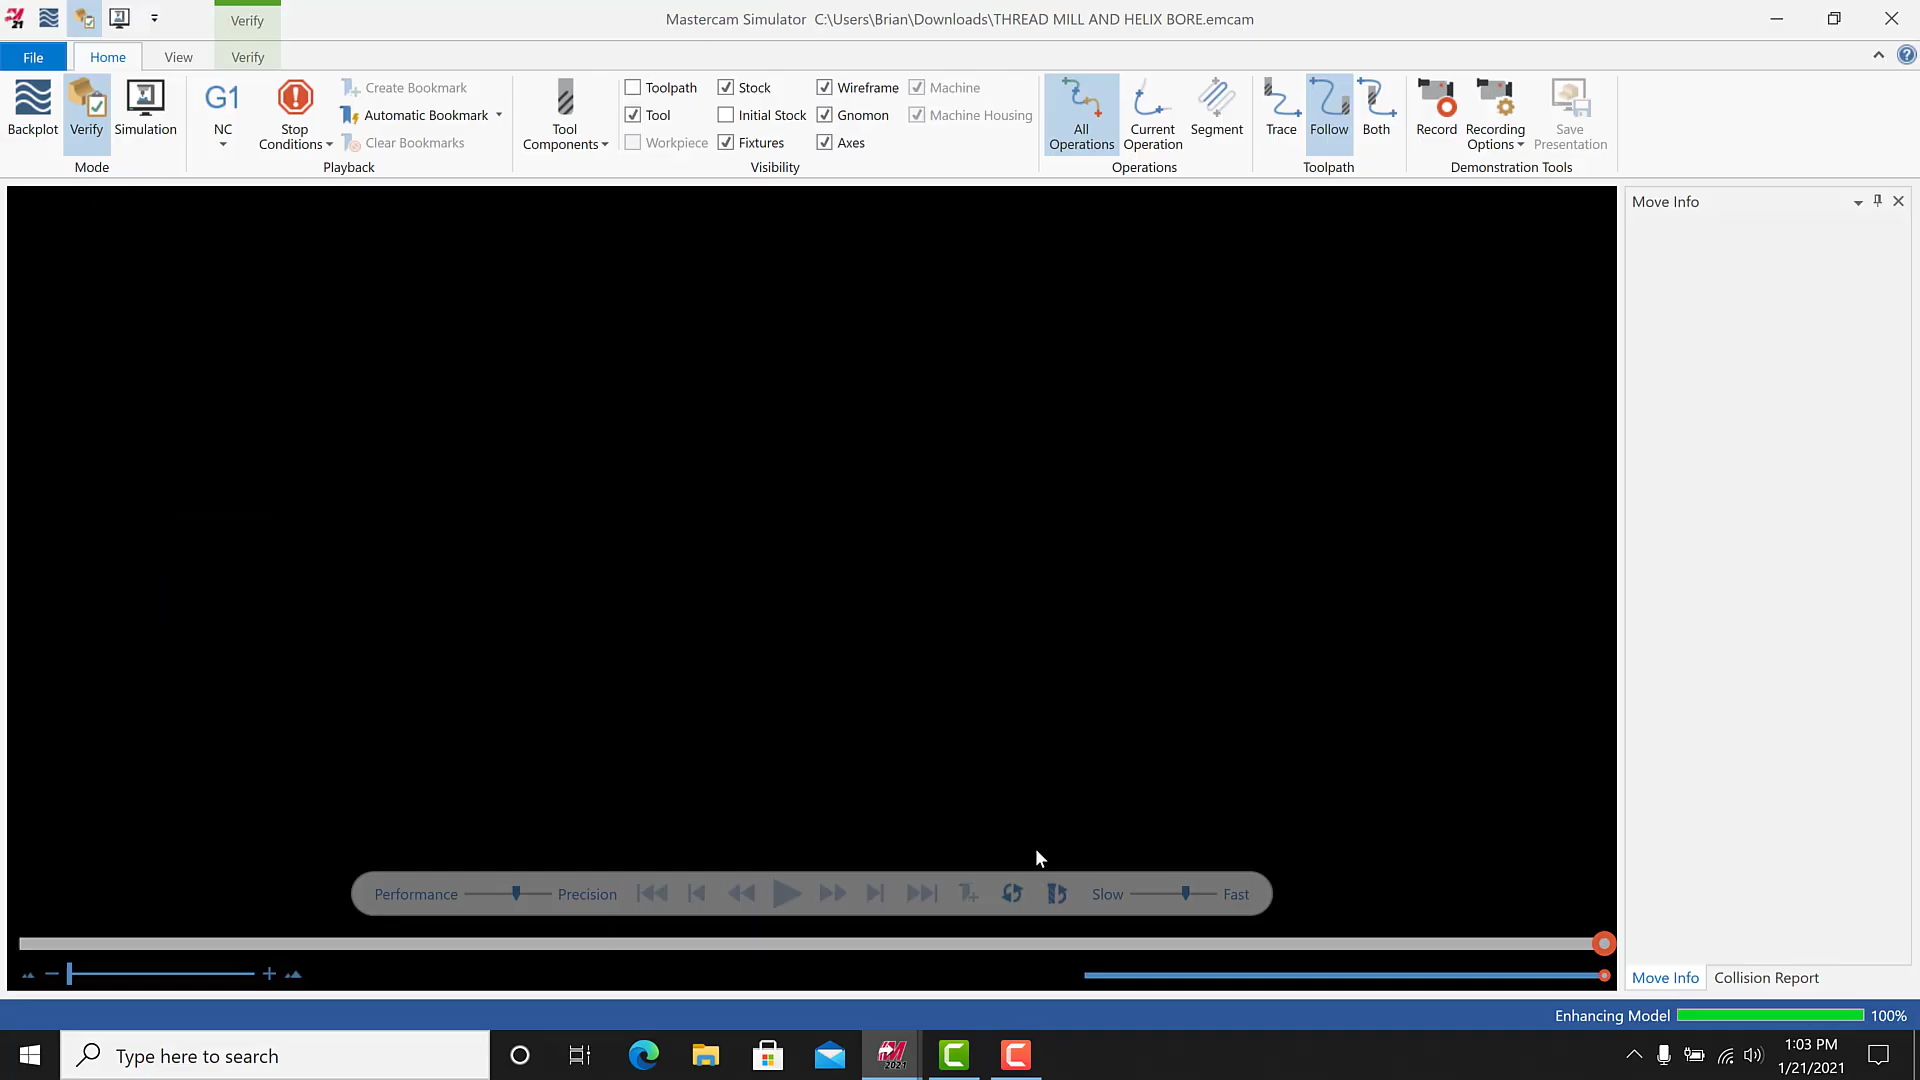 Verify
Mastercam Simulator C:\Users\Brian\Downloads\THREAD MILL AND HELIX BORE.emcam
21
File
Home
View
Verify
Backplot
Verify
Simulation
Mode
G1
NC
Stop
Conditions
Create Bookmark
Automatic Bookmark
Clear Bookmarks
Playback
Tool
Components
Toolpath
Tool
Workpiece
Stock
Initial Stock
Fixtures
Wireframe
Gnomon
Axes
Machine
Machine Housing
Visibility
All
Operations
Current
Operation
Segment
Operations
Trace
Follow
Both
Toolpath
Record
Recording
Options
Save
Presentation
Demonstration Tools
Move Info
Performance
Precision
Slow
Fast
Move Info
Collision Report
Enhancing Model
100%
Type here to search
2021
1:03 PM
1/21/2021